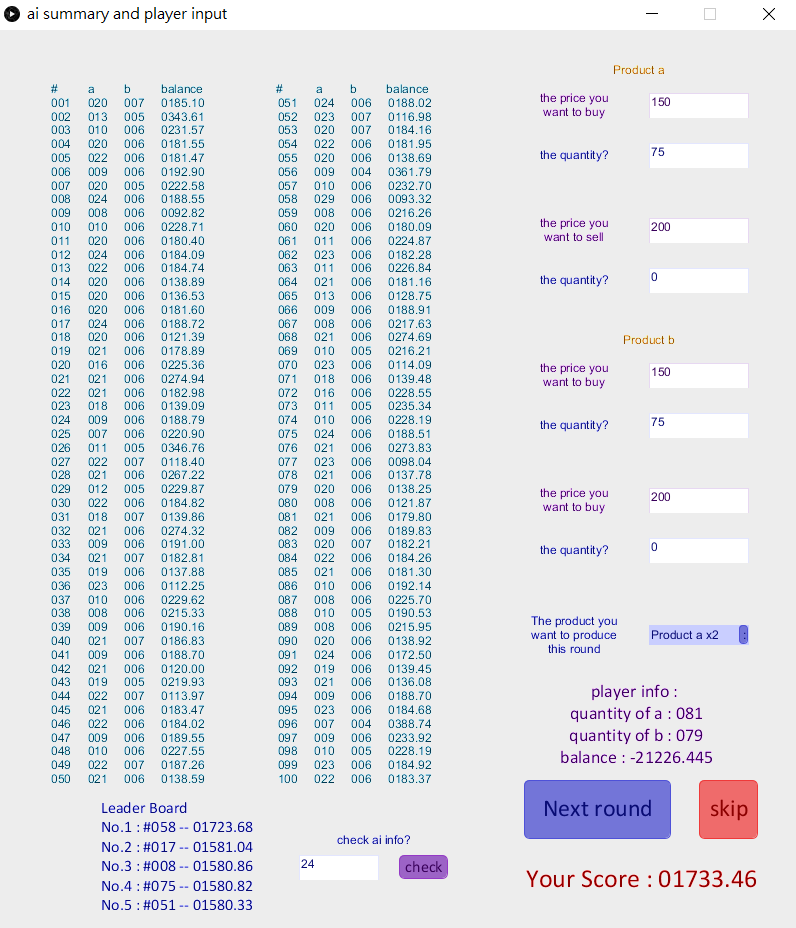 ai summary and player input
# a b balance
001 020 007 0185.10
002 013 005 0343.61
003 010 006 0231.57
004 020 006 0181.55
005 022 006 0181.47
006 009 006 0192.90
007 020 005 0222.58
008 024 006 0188.55
009 008 006 0092.82
010 010 006 0228.71
011 020 006 0180.40
012 024 006 0184.09
013 022 006 0184.74
014 020 006 0138.89
015 020 006 0136.53
016 020 006 0181.60
017 024 006 0188.72
018 020 006 0121.39
019 021 006 0178.89
020 016 006 0225.36
021 021 006 0274.94
022 021 006 0182.98
023 018 006 0139.09
024 009 006 0188.79
025 007 006 0220.90
026 011 005 0346.76
027 022 007 0118.40
028 021 006 0267.22
029 012 005 0229.87
030 022 006 0184.82
031 018 007 0139.86
032 021 006 0274.32
033 009 006 0191.00
034 021 007 0182.81
035 019 006 0137.88
036 023 006 0112.25
037 010 006 0229.62
038 008 006 0215.33
039 009 006 0190.16
040 021 007 0186.83
041 009 006 0188.70
042 021 006 0120.00
043 019 005 0219.93
044 022 007 0113.97
045 021 006 0183.47
046 022 006 0184.02
047 009 006 0189.55
048 010 006 0227.55
049 022 007 0187.26
050 021 006 0138.59
# a b balance
051 024 006 0188.02
052 023 007 0116.98
053 020 007 0184.16
054 022 006 0181.95
055 020 006 0138.69
056 009 004 0361.79
057 010 006 0232.70
058 029 006 0093.32
059 008 006 0216.26
060 020 006 0180.09
061 011 006 0224.87
062 023 006 0182.28
063 011 006 0226.84
064 021 006 0181.16
065 013 006 0128.75
066 009 006 0188.91
067 008 006 0217.63
068 021 006 0274.69
069 010 005 0216.21
070 023 006 0114.09
071 018 006 0139.48
072 016 006 0228.55
073 011 005 0235.34
074 010 006 0228.19
075 024 006 0188.51
076 021 006 0273.83
077 023 006 0098.04
078 021 006 0137.78
079 020 006 0138.25
080 008 006 0121.87
081 021 006 0179.80
082 009 006 0189.83
083 020 007 0182.21
084 022 006 0184.26
085 021 006 0181.30
086 010 006 0192.14
087 008 006 0225.70
088 010 005 0190.53
089 008 006 0215.95
090 020 006 0138.92
091 024 006 0172.50
092 019 006 0139.45
093 021 006 0136.08
094 009 006 0188.70
095 023 006 0184.68
096 007 004 0388.74
097 009 006 0233.92
098 010 005 0228.19
099 023 006 0184.92
100 022 006 0183.37
Leader Board
No.1 : #058 -- 01723.68
No.2 : #017 -- 01581.04
No.3 : #008 -- 01580.86
No.4 : #075 -- 01580.82
No.5 : #051 -- 01580.33
check ai info?
24
check
Product a
the price you
want to buy
150
the quantity?
75
the price you
want to sell
200
the quantity?
0
Product b
the price you
want to buy
150
the quantity?
75
the price you
want to buy
200
the quantity?
0
The product you
want to produce
this round
Product a x2 :
player info :
quantity of a : 081
quantity of b : 079
balance : -21226.445
Next round
skip
Your Score : 01733.46